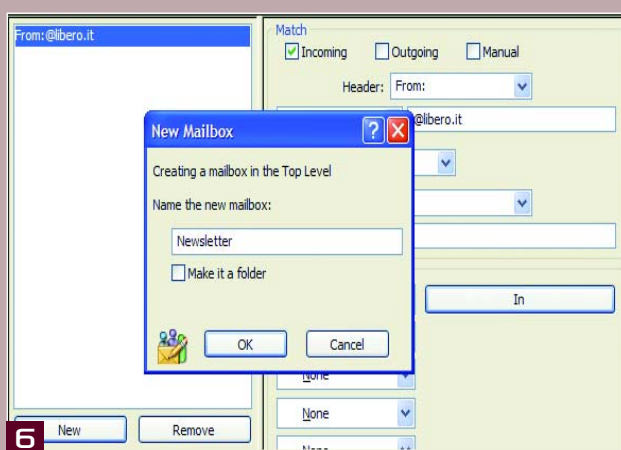 From:@libero.it
Match
Incoming Outgoing Manual
Header: From:
@libero.it
New Mailbox
Creating a mailbox in the Top Level
Name the new mailbox:
Newsletter
Make it a folder
In
OK Cancel
None
None
New Remove
6